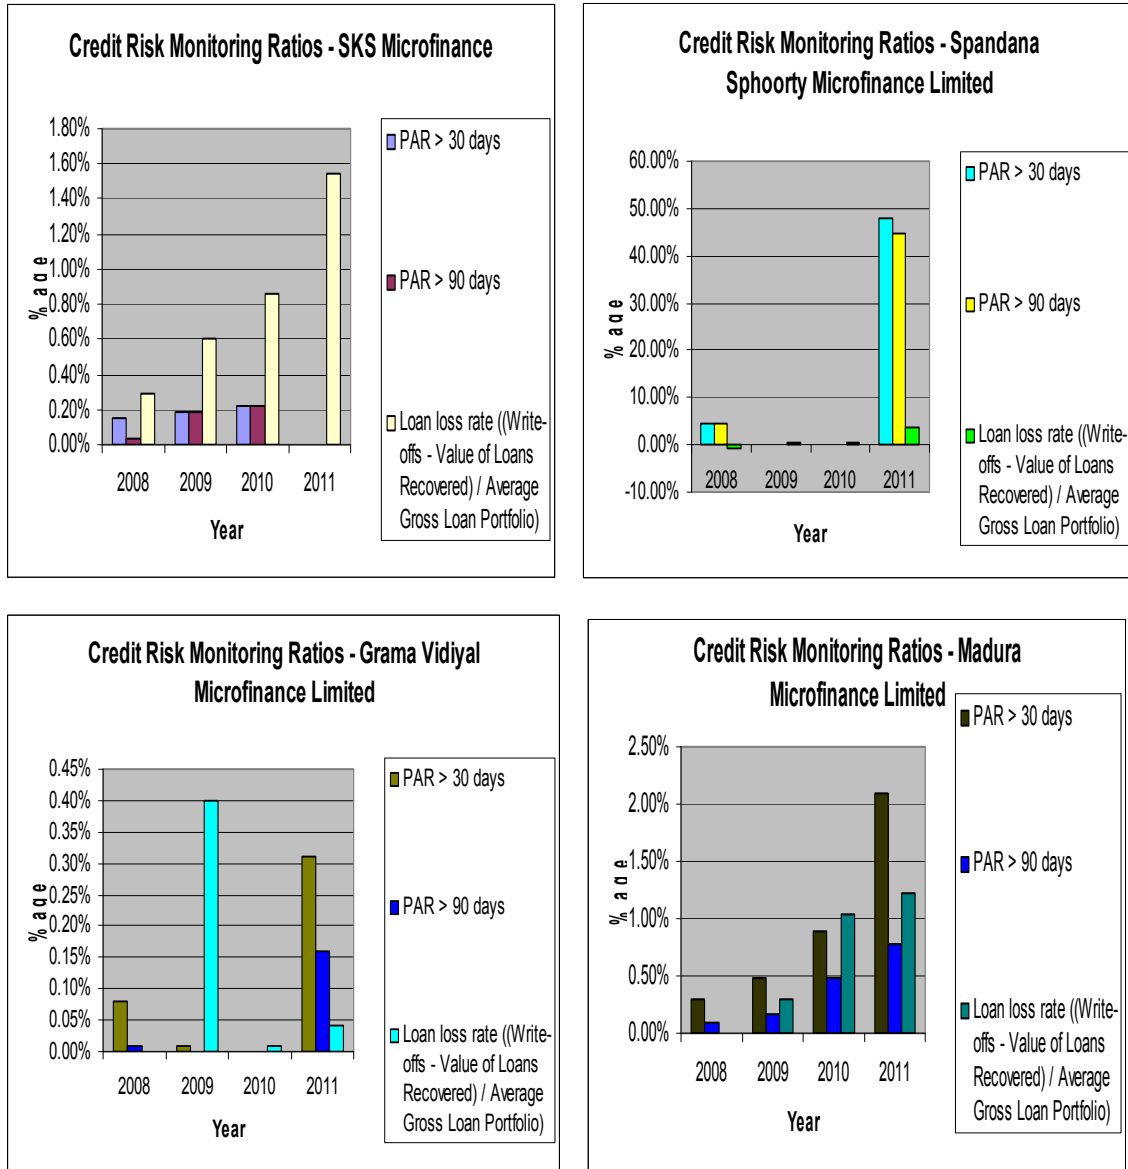 Credit Risk Monitoring Ratios - SKS Microfinance
1.80%
1.60%
1.40%
1.20%
1.00%
0.80%
0.60%
0.40%
0.20%
0.00%
% age
2008 2009 2010 2011
Year
PAR > 30 days
PAR > 90 days
Loan loss rate ((Write-
offs - Value of Loans
Recovered) / Average
Gross Loan Portfolio)
Credit Risk Monitoring Ratios - Spandana
Sphoorty Microfinance Limited
60.00%
50.00%
40.00%
30.00%
20.00%
10.00%
0.00%
-10.00%
% age
2008 2009 2010 2011
Year
PAR > 30 days
PAR > 90 days
Loan loss rate ((Write-
offs - Value of Loans
Recovered) / Average
Gross Loan Portfolio)
Credit Risk Monitoring Ratios - Grama Vidiyal
Microfinance Limited
0.45%
0.40%
0.35%
0.30%
0.25%
0.20%
0.15%
0.10%
0.05%
0.00%
% age
2008 2009 2010 2011
Year
PAR > 30 days
PAR > 90 days
Loan loss rate ((Write-
offs - Value of Loans
Recovered) / Average
Gross Loan Portfolio)
Credit Risk Monitoring Ratios - Madura
Microfinance Limited
2.50%
2.00%
1.50%
1.00%
0.50%
0.00%
% age
2008 2009 2010 2011
Year
PAR > 30 days
PAR > 90 days
Loan loss rate ((Write-
offs - Value of Loans
Recovered) / Average
Gross Loan Portfolio)